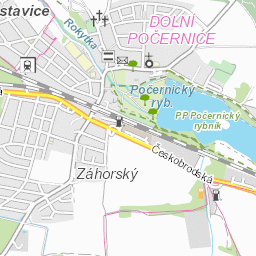 stavice
Rokytka
DOLNÍ
POČERNICE
Počernický
ryb.
PP Počernický
rybník
Českobrodská
Záhorský